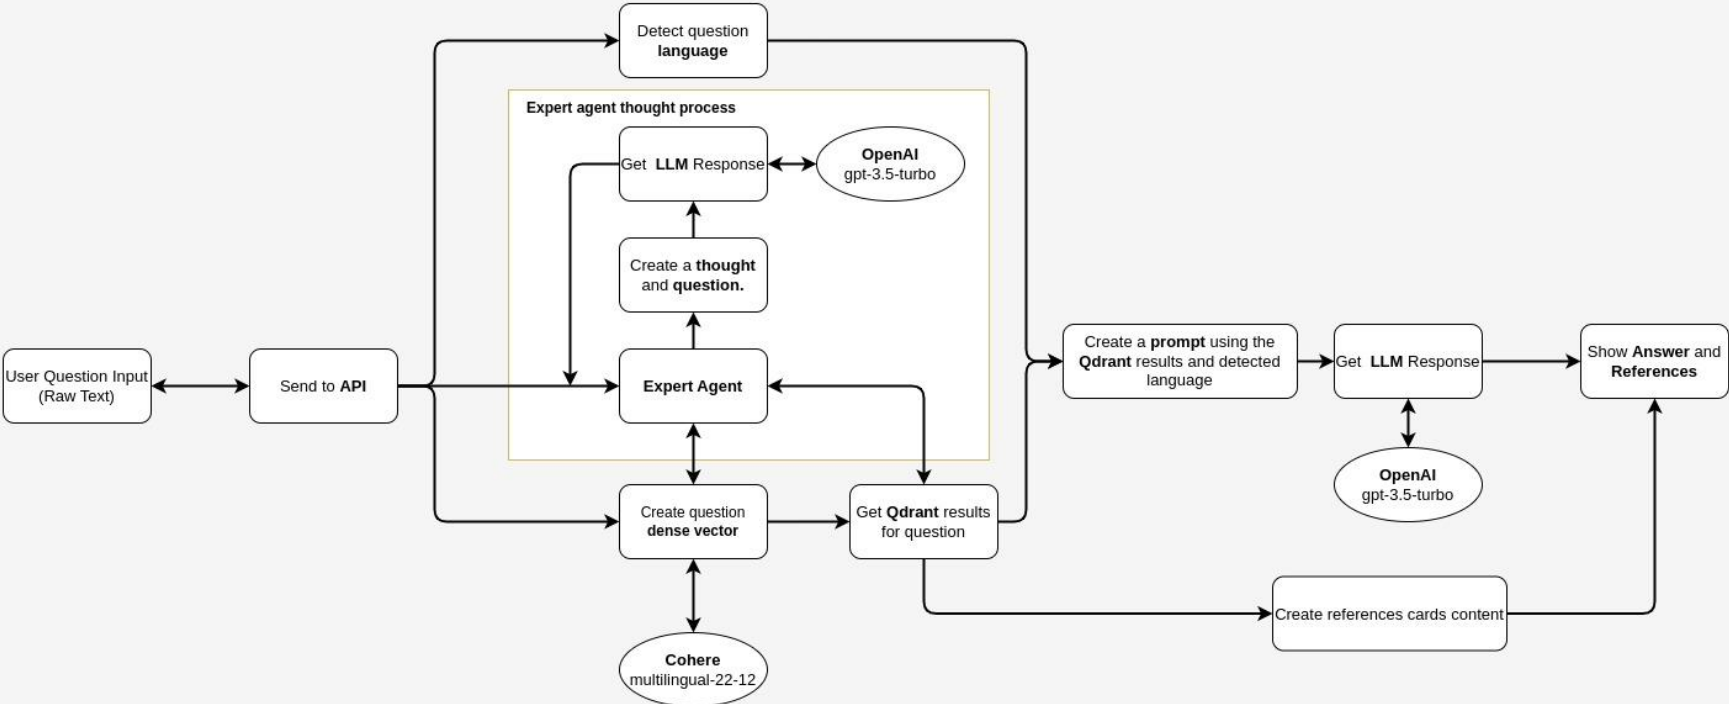 Detect question
language
Expert agent thought process
Get LLM Response
OpenAI
gpt-3.5-turbo
Create a thought
and question.
User Question Input
(Raw Text)
Send to API
Expert Agent
Create a prompt using the
Qdrant results and detected
language
Get LLM Response
Show Answer and
References
OpenAI
gpt-3.5-turbo
Create question
dense vector
Get Qdrant results
for question
Create references cards content
Cohere
multilingual-22-12